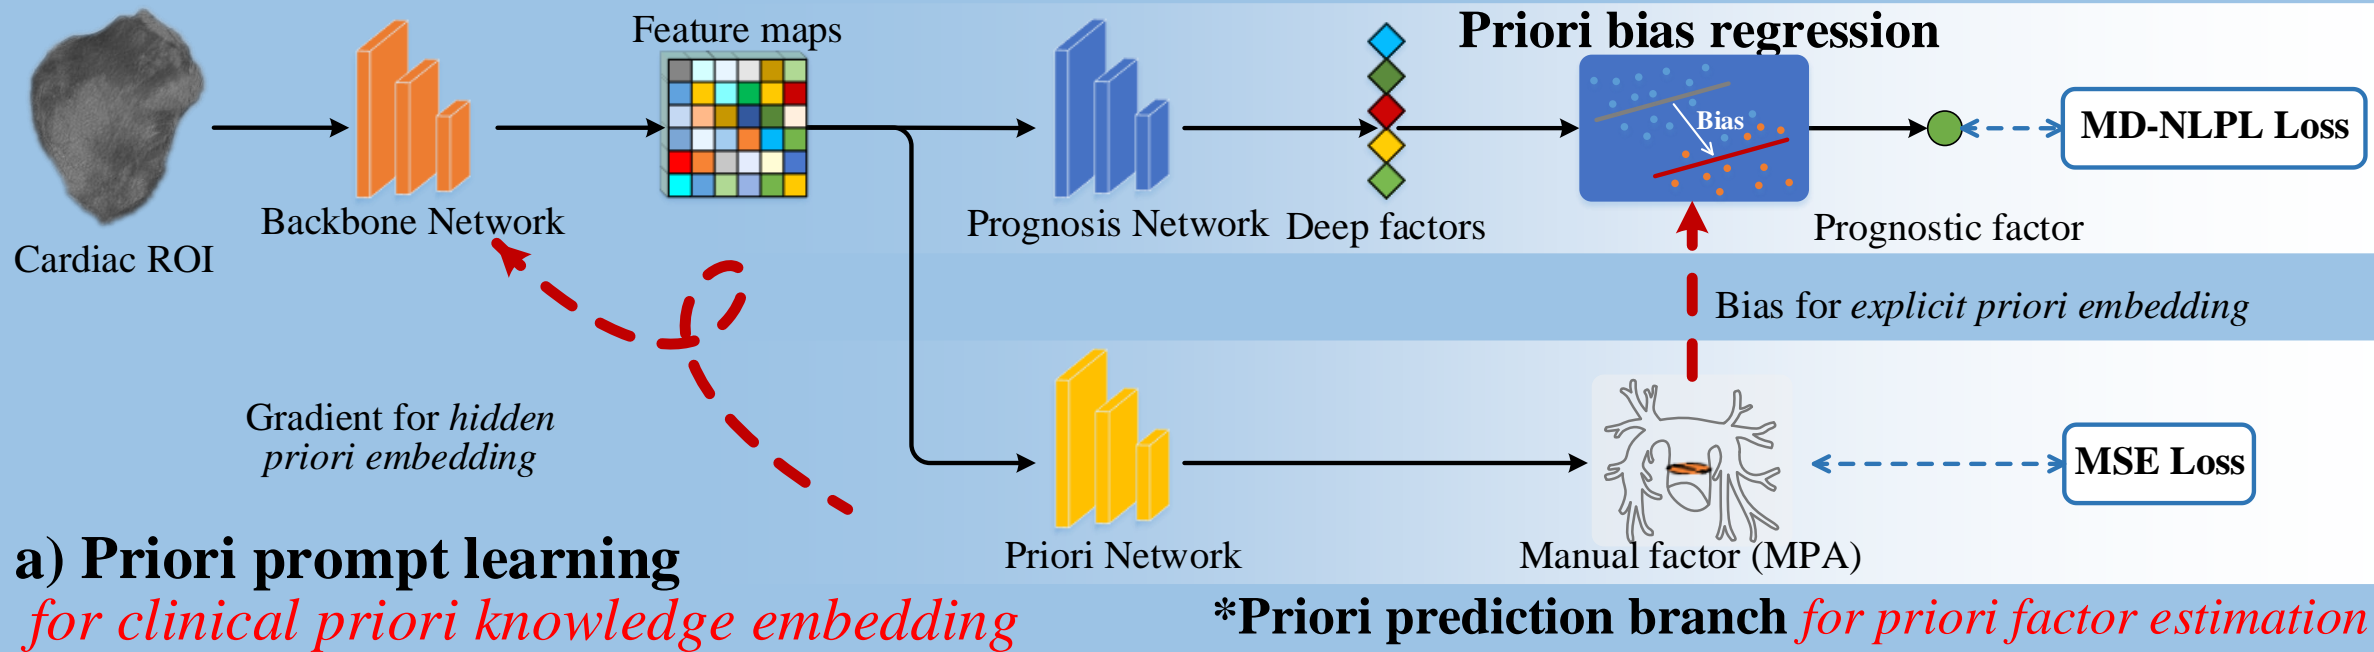 Feature maps
Priori bias regression
Bias
MD-NLPL Loss
Backbone Network
Prognosis Network
Deep factors
Prognostic factor
Cardiac ROI
Bias for explicit priori embedding
Gradient for hidden
priori embedding
MSE Loss
Priori Network
Manual factor (MPA)
a) Priori prompt learning
for clinical priori knowledge embedding
*Priori prediction branch for priori factor estimation